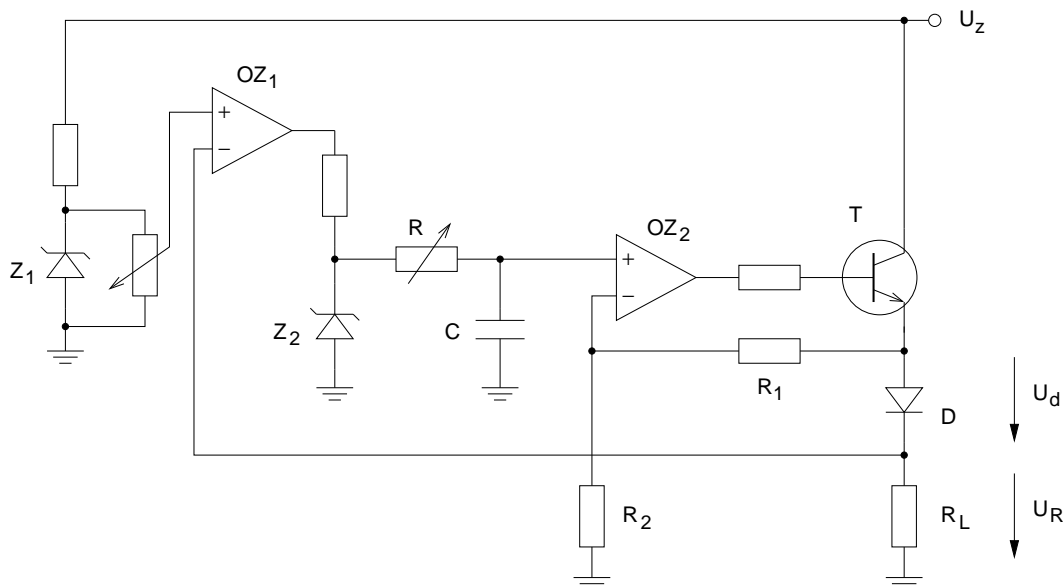 U_z
OZ_1
+
−
R
OZ_2
T
Z_1
+
−
Z_2
C
R_1
D
U_d
R_2
R_L
U_R